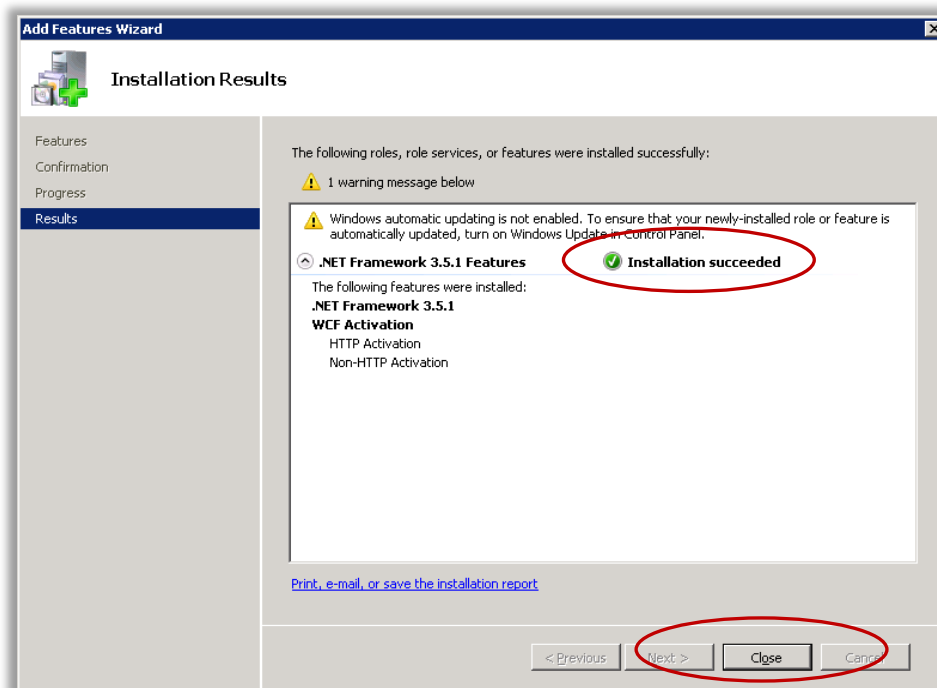 Add Features Wizard
Installation Results
Features
Confirmation
Progress
Results
The following roles, role services, or features were installed successfully:
1 warning message below
Windows automatic updating is not enabled. To ensure that your newly-installed role or feature is
automatically updated, turn on Windows Update in Control Panel.
.NET Framework 3.5.1 Features Installation succeeded
The following features were installed:
.NET Framework 3.5.1
WCF Activation
HTTP Activation
Non-HTTP Activation
Print, e-mail, or save the installation report
< Previous Next > Close Cancel